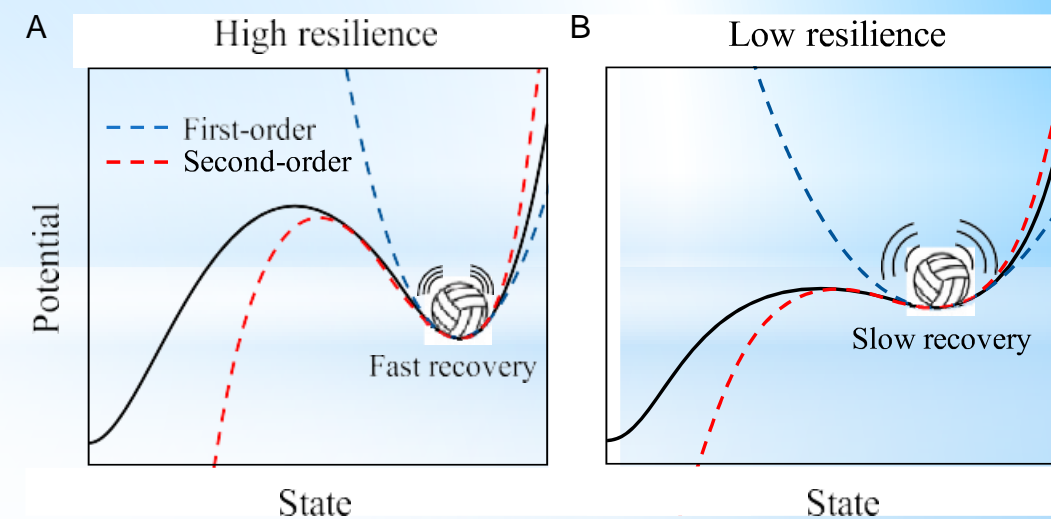 A
High resilience
First-order
Second-order
Potential
Fast recovery
State
B
Low resilience
Slow recovery
State